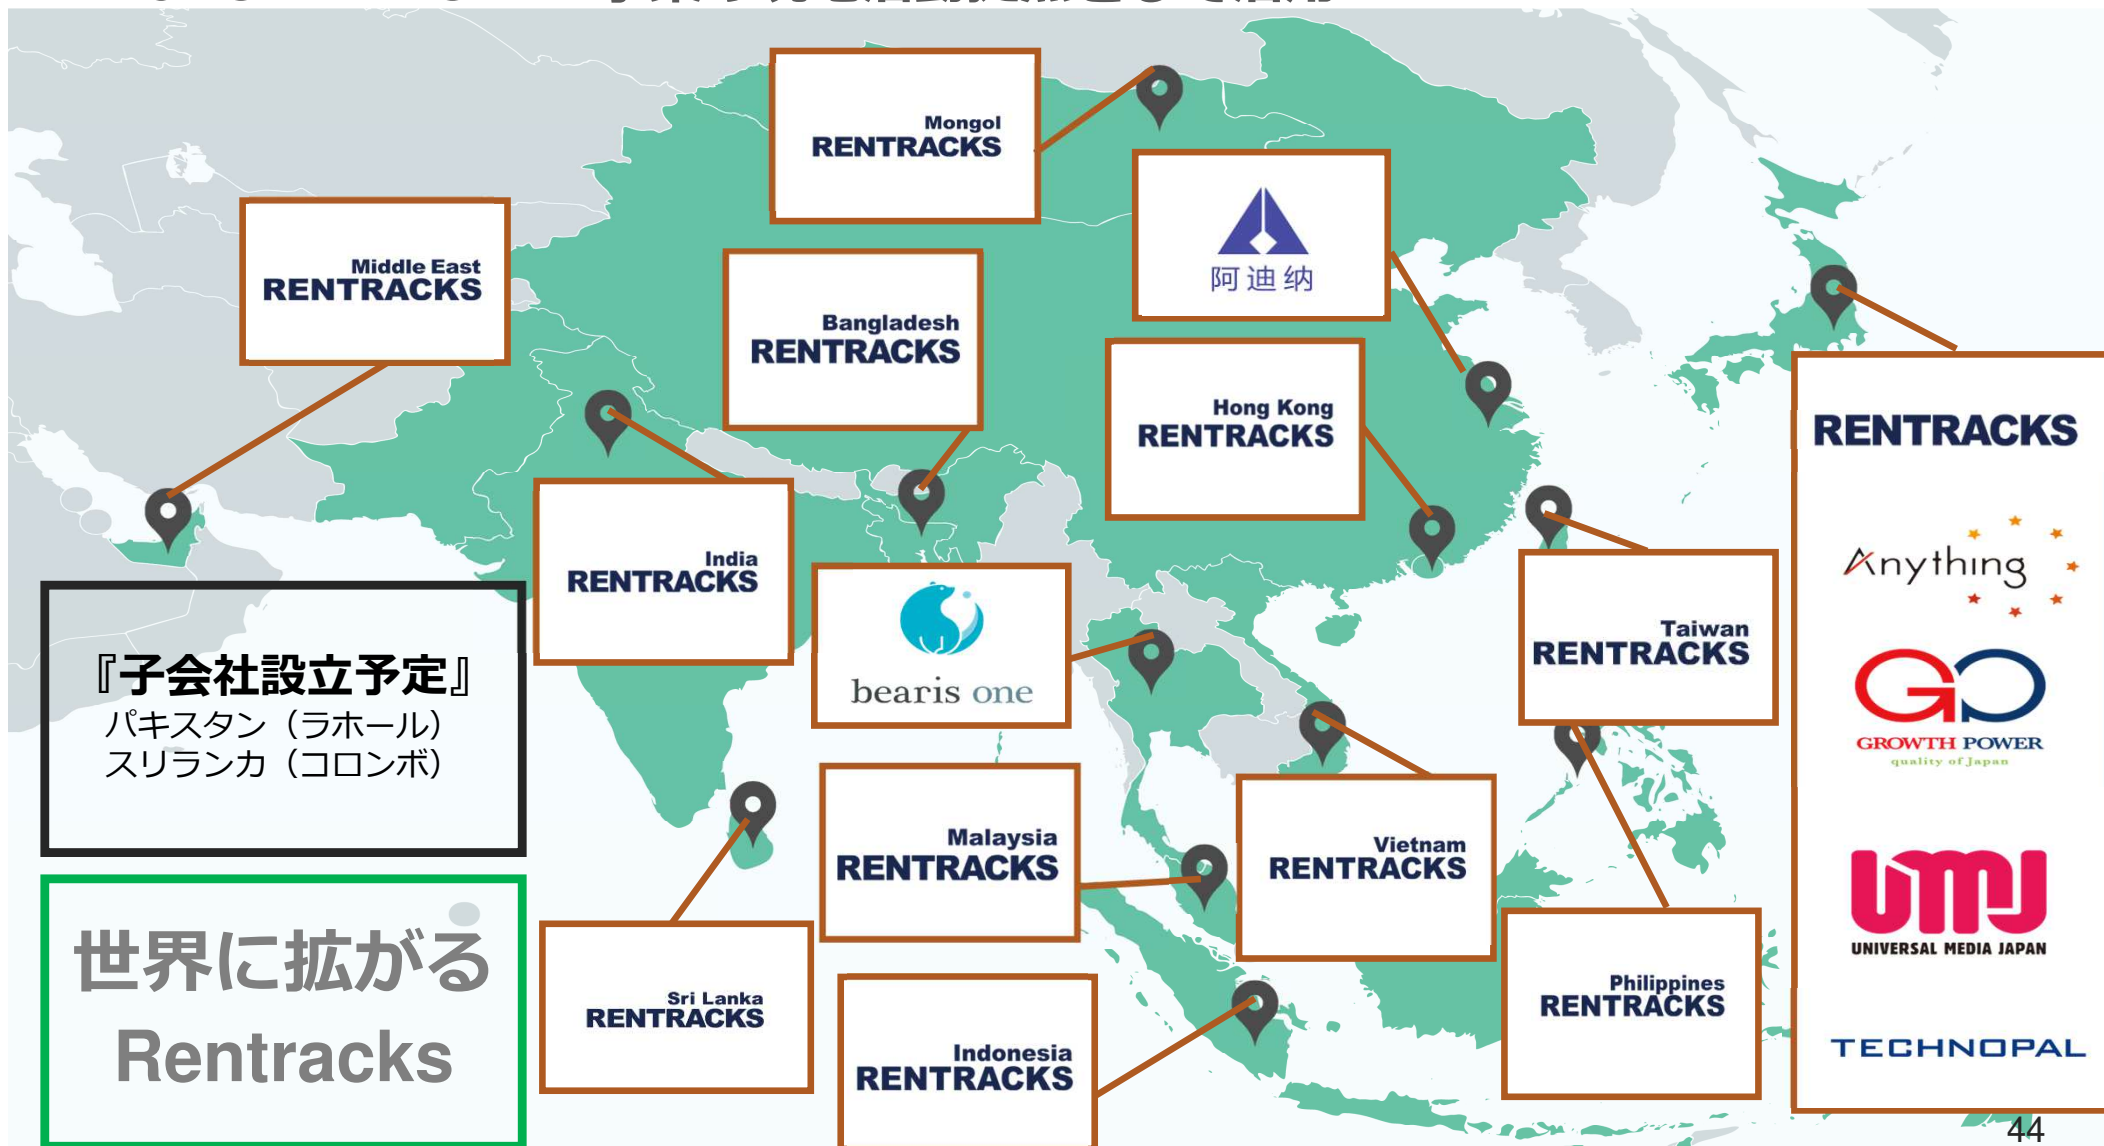 Mongol
RENTRACKS
阿迪纳
Middle East
RENTRACKS
Bangladesh
RENTRACKS
Hong Kong
RENTRACKS
India
RENTRACKS
bearis one
Taiwan
RENTRACKS
RENTRACKS
Anything
GROWTH POWER
quality of Japan
UMJ
UNIVERSAL MEDIA JAPAN
TECHNOPAL
『子会社設立予定』
パキスタン（ラホール）
スリランカ（コロンボ）
Malaysia
RENTRACKS
Vietnam
RENTRACKS
Philippines
RENTRACKS
世界に拡がる
Rentracks
Sri Lanka
RENTRACKS
Indonesia
RENTRACKS
44